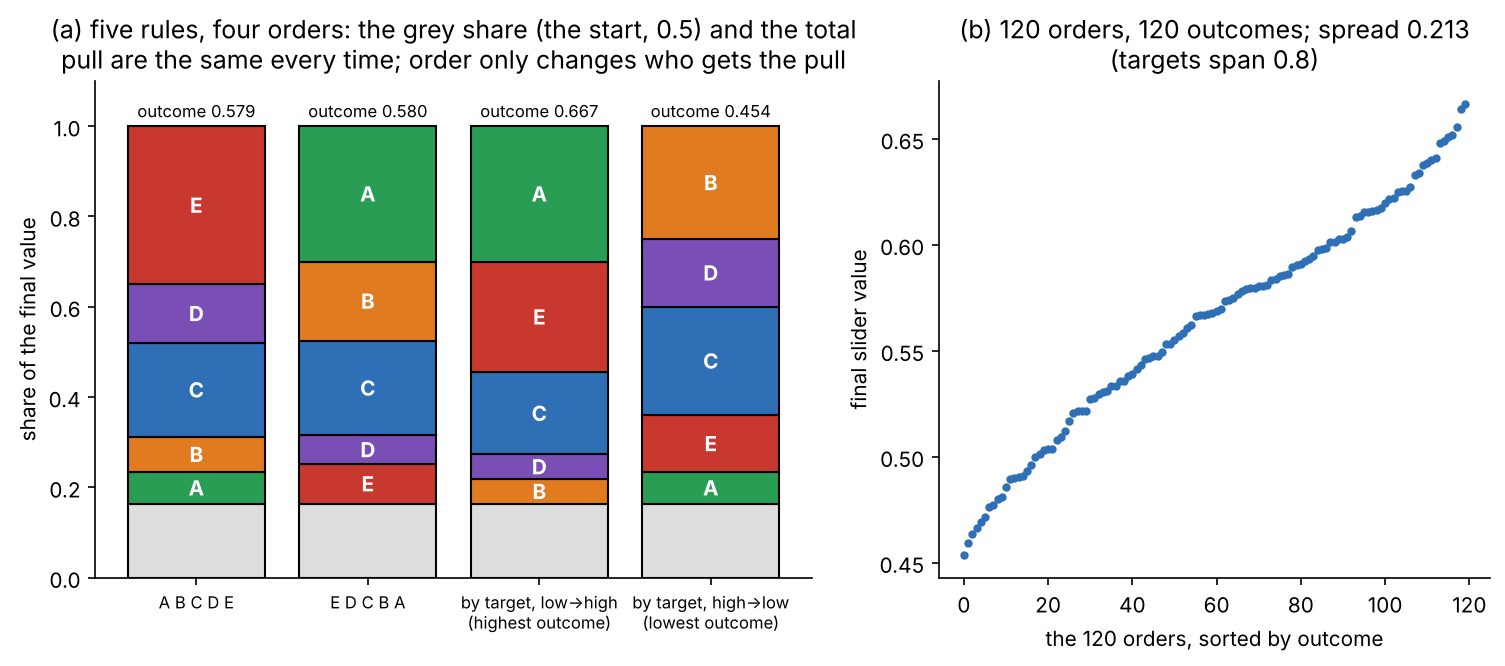 (a) five rules, four orders: the grey share (the start, 0.5) and the total
pull are the same every time; order only changes who gets the pull
outcome 0.579
outcome 0.580
outcome 0.667
outcome 0.454
share of the final value
1.0
0.8
0.6
0.4
0.2
0.0
E
D
C
B
A
A
B
C
D
E
A
E
C
D
B
B
D
C
E
A
A B C D E
E D C B A
by target, low→high
(highest outcome)
by target, high→low
(lowest outcome)
(b) 120 orders, 120 outcomes; spread 0.213
(targets span 0.8)
final slider value
0.65
0.60
0.55
0.50
0.45
0
20
40
60
80
100
120
the 120 orders, sorted by outcome